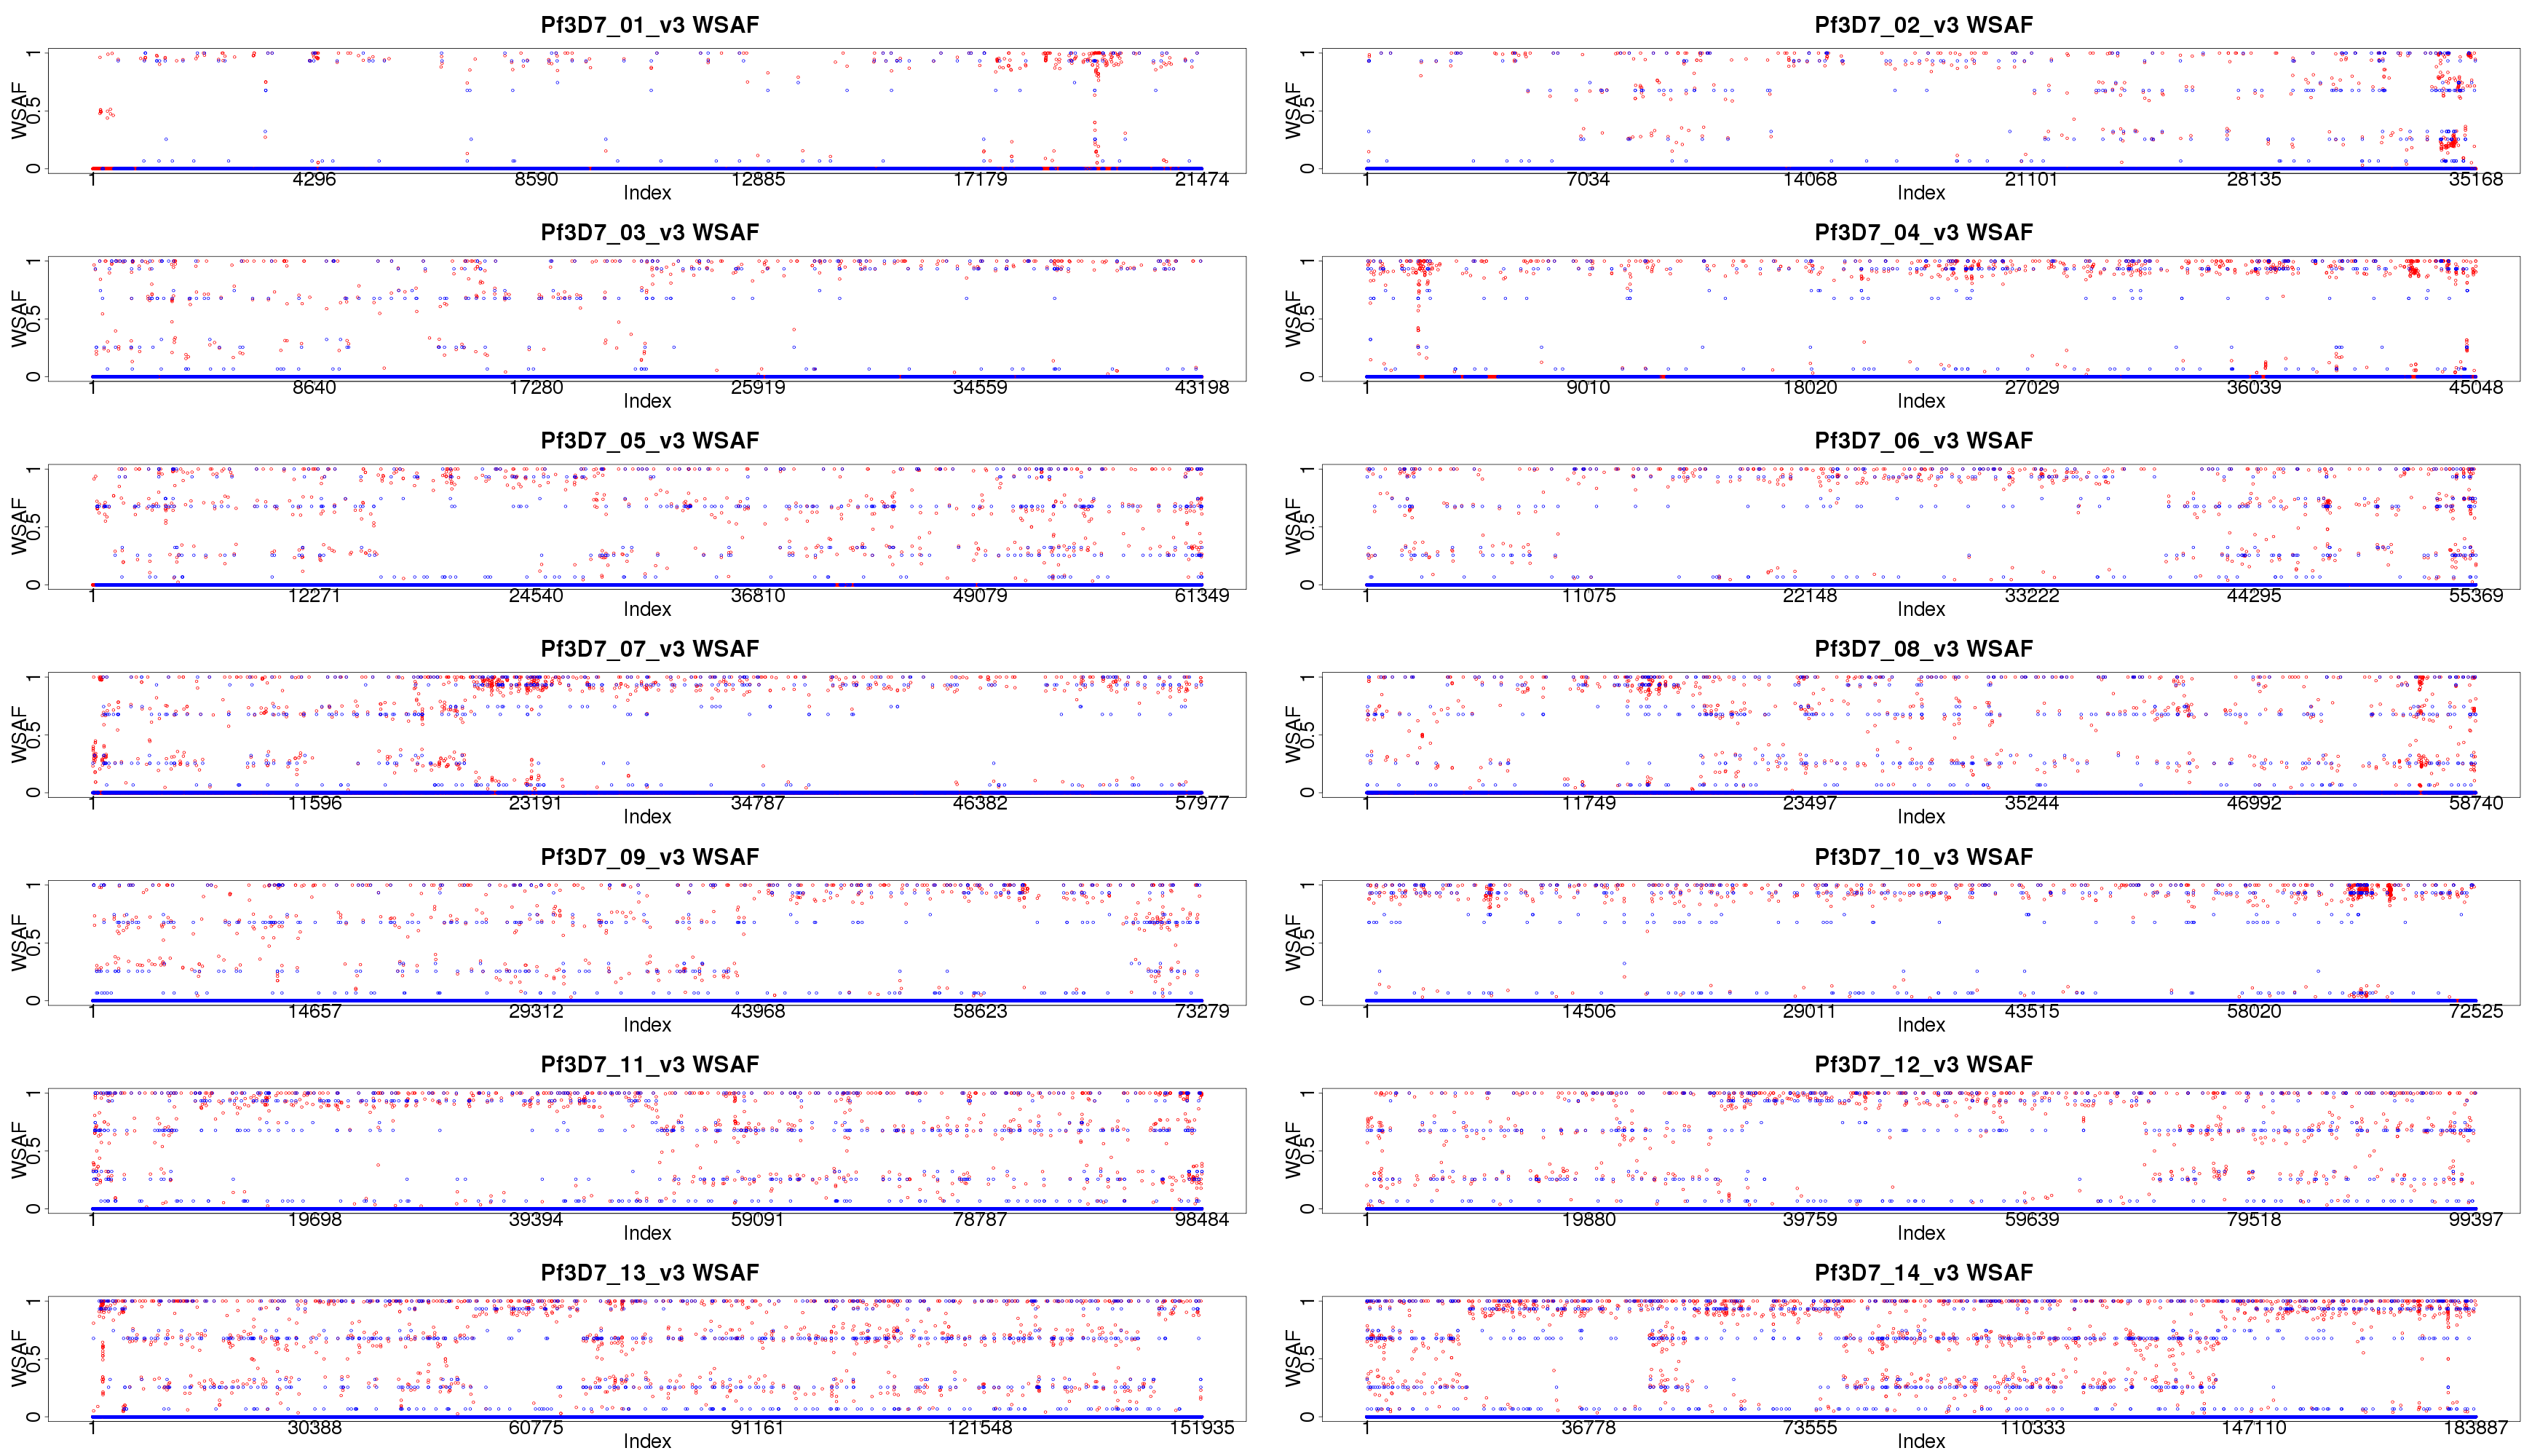 Pf3D7_01_v3 WSAF
WSAF
0 0.5 1
1 4296 8590 12885 17179 21474
Index
Pf3D7_02_v3 WSAF
WSAF
0 0.5 1
1 7034 14068 21101 28135 35168
Index
Pf3D7_03_v3 WSAF
WSAF
0 0.5 1
1 8640 17280 25919 34559 43198
Index
Pf3D7_04_v3 WSAF
WSAF
0 0.5 1
1 9010 18020 27029 36039 45048
Index
Pf3D7_05_v3 WSAF
WSAF
0 0.5 1
1 12271 24540 36810 49079 61349
Index
Pf3D7_06_v3 WSAF
WSAF
0 0.5 1
1 11075 22148 33222 44295 55369
Index
Pf3D7_07_v3 WSAF
WSAF
0 0.5 1
1 11596 23191 34787 46382 57977
Index
Pf3D7_08_v3 WSAF
WSAF
0 0.5 1
1 11749 23497 35244 46992 58740
Index
Pf3D7_09_v3 WSAF
WSAF
0 0.5 1
1 14657 29312 43968 58623 73279
Index
Pf3D7_10_v3 WSAF
WSAF
0 0.5 1
1 14506 29011 43515 58020 72525
Index
Pf3D7_11_v3 WSAF
WSAF
0 0.5 1
1 19698 39394 59091 78787 98484
Index
Pf3D7_12_v3 WSAF
WSAF
0 0.5 1
1 19880 39759 59639 79518 99397
Index
Pf3D7_13_v3 WSAF
WSAF
0 0.5 1
1 30388 60775 91161 121548 151935
Index
Pf3D7_14_v3 WSAF
WSAF
0 0.5 1
1 36778 73555 110333 147110 183887
Index